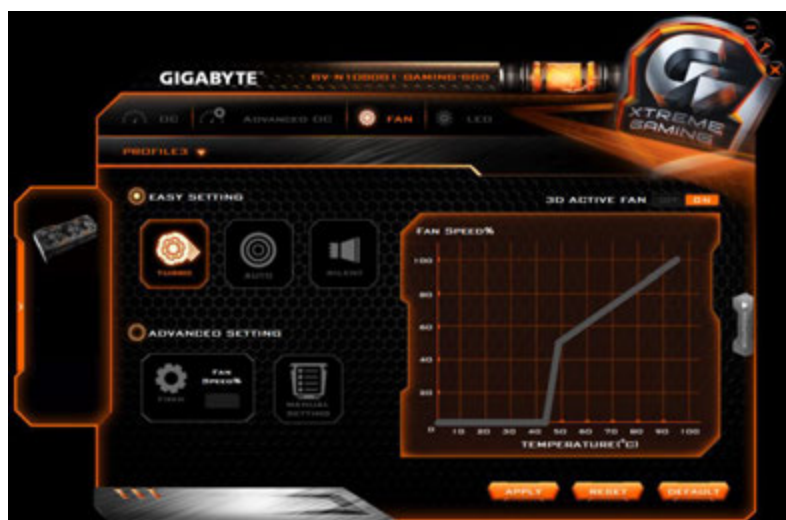 GIGABYTE™
GV-N1080G1 GAMING-8GD
XTREME
GAMING
OC
ADVANCED OC
FAN
LED
PROFILE3
EASY SETTING
3D ACTIVE FAN
ON
TURBO
AUTO
SILENT
FAN SPEED%
100
80
60
40
20
0 10 20 30 40 50 60 70 80 90 100
TEMPERATURE(°C)
ADVANCED SETTING
FIXED
FAN
SPEED%
MANUAL
SETTING
APPLY
RESET
DEFAULT